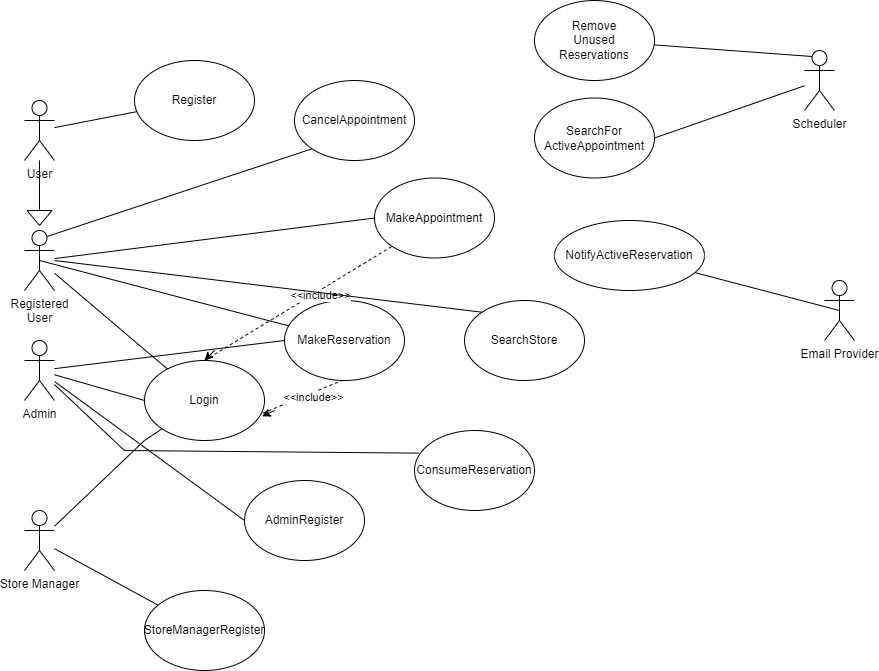 Remove
Unused
Reservations
Register
CancelAppointment
Scheduler
SearchFor
ActiveAppointment
User
MakeAppointment
NotifyActiveReservation
<<include>>
Registered
User
MakeReservation
SearchStore
Email Provider
Login
<<include>>
Admin
ConsumeReservation
AdminRegister
Store Manager
StoreManagerRegister